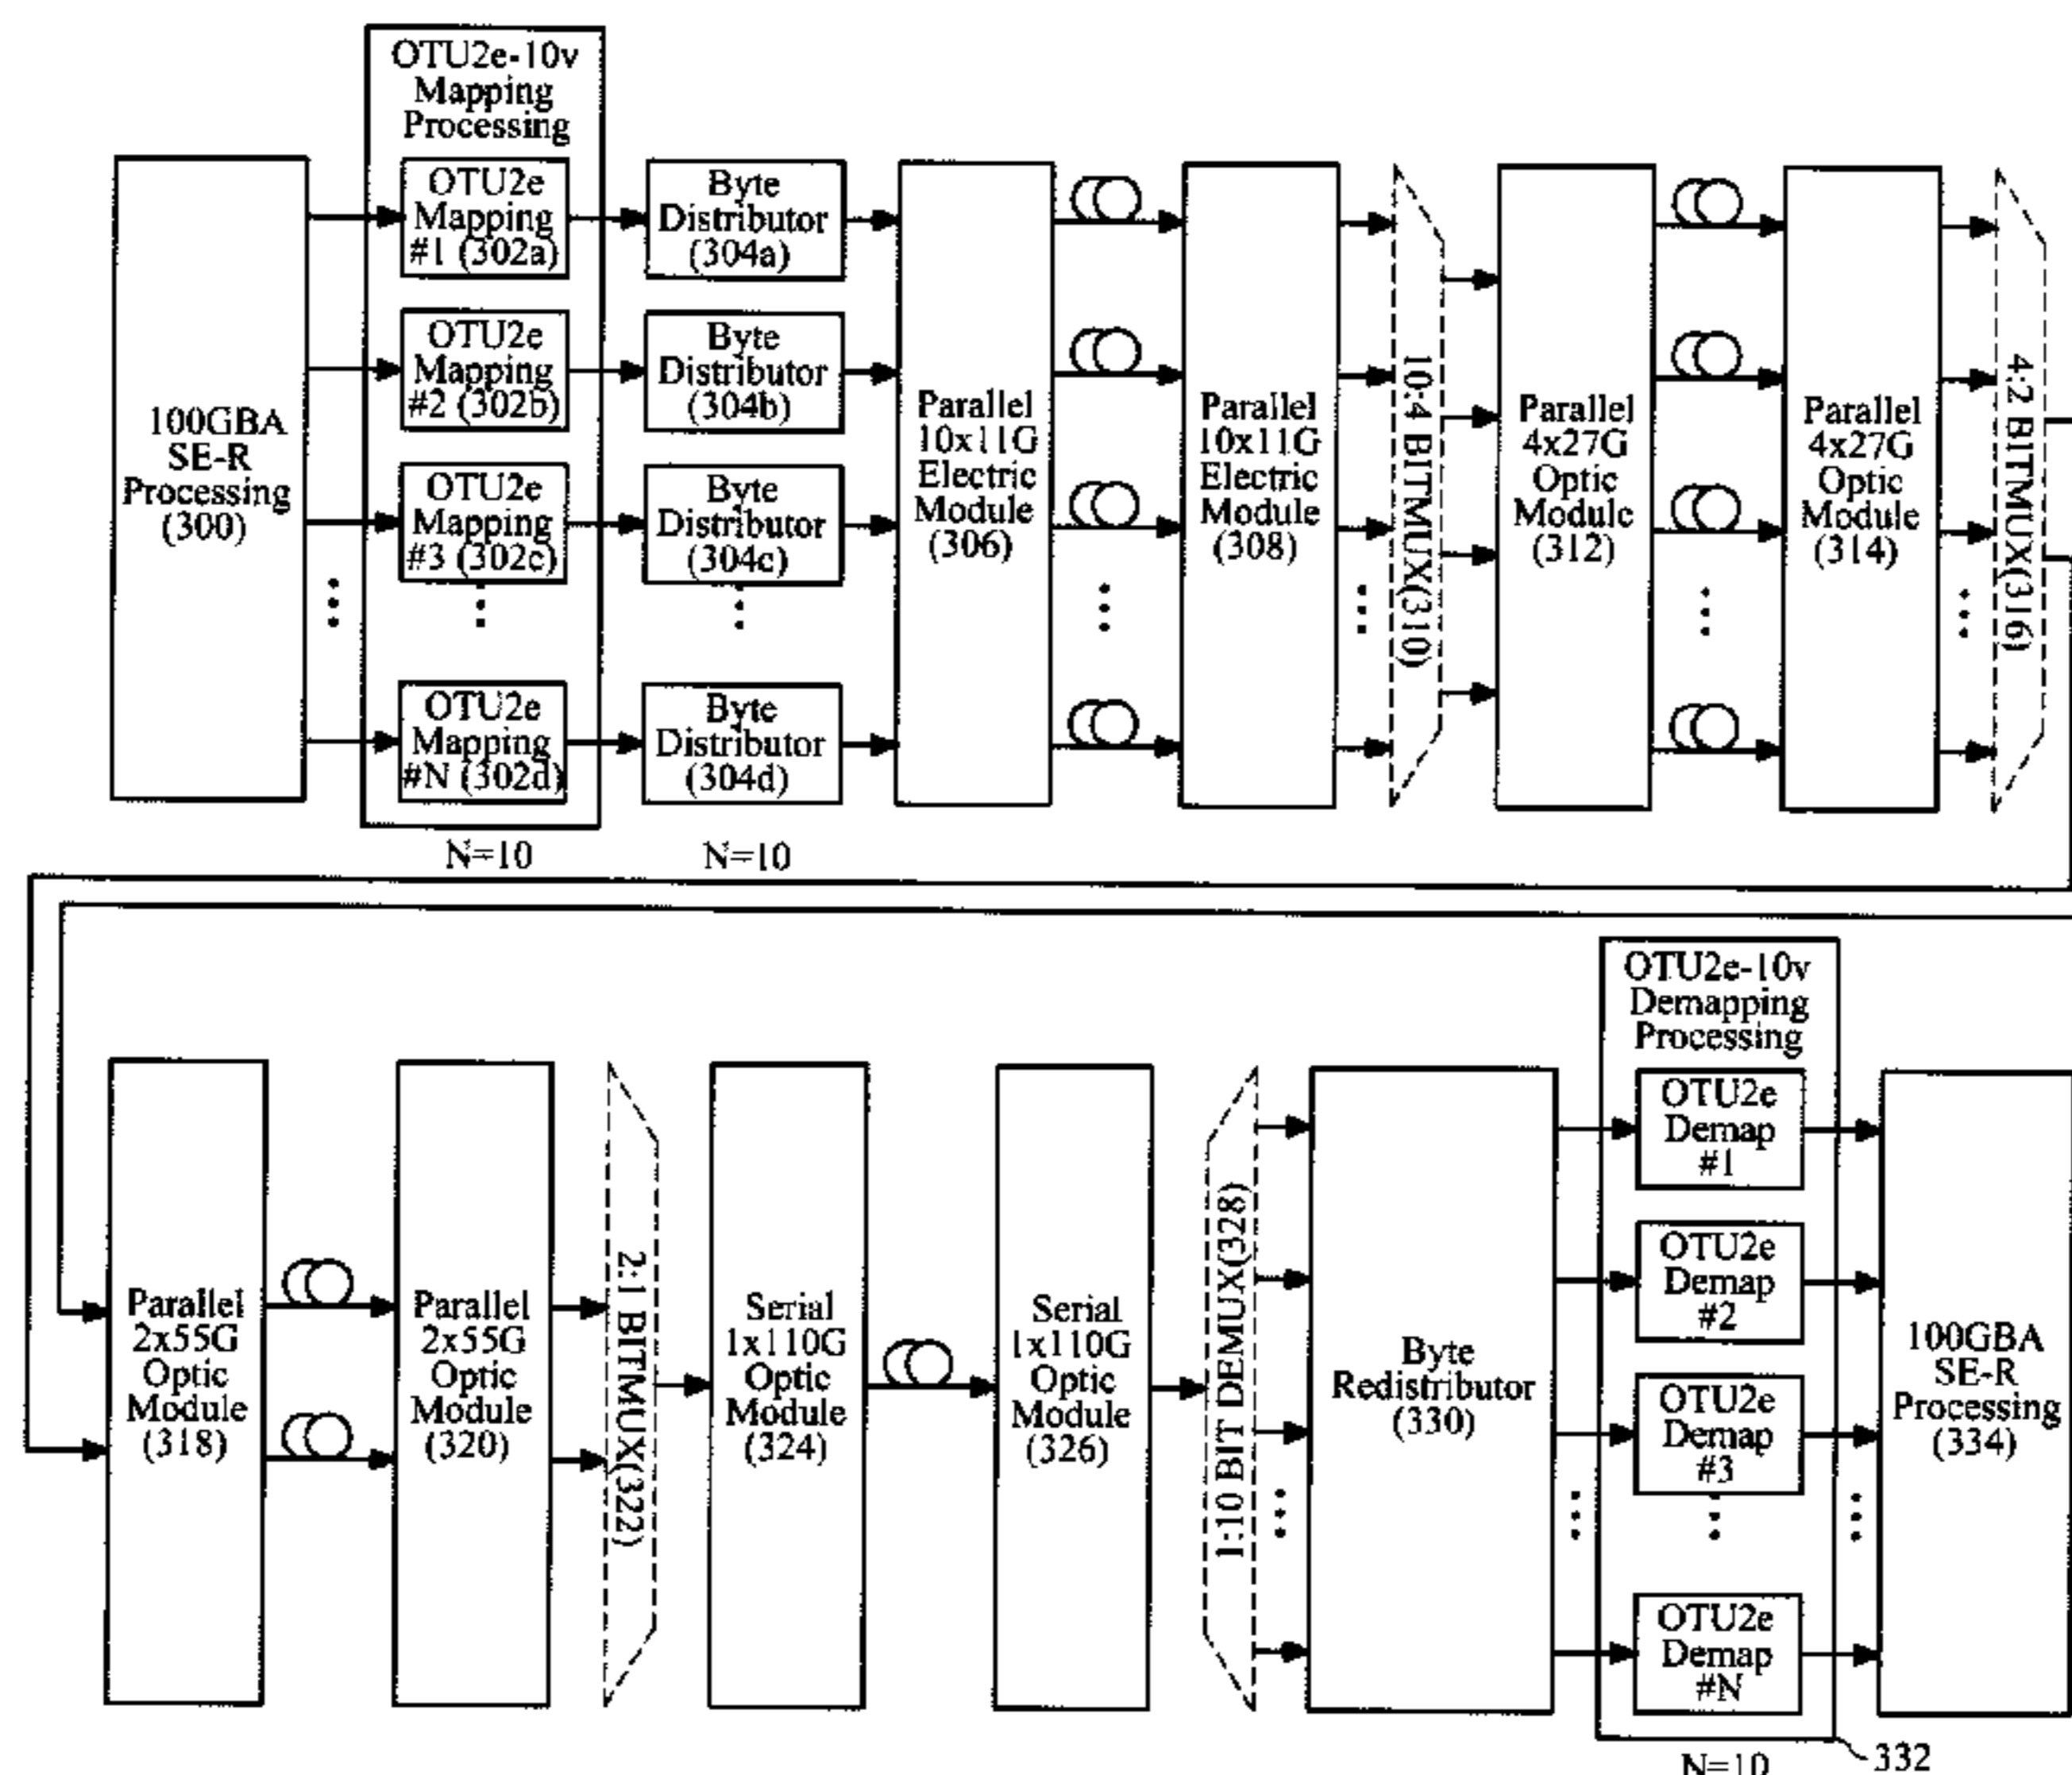 OTU2e-10v
Mapping
Processing
100GBA
SE-R
Processing
(300)
OTU2e
Mapping
#1 (302a)
OTU2e
Mapping
#2 (302b)
OTU2e
Mapping
#3 (302c)
OTU2e
Mapping
#N (302d)
N=10
Byte
Distributor
(304a)
Byte
Distributor
(304b)
Byte
Distributor
(304c)
Byte
Distributor
(304d)
N=10
Parallel
10x11G
Electric
Module
(306)
Parallel
10x11G
Electric
Module
(308)
10:4 BITMUX(310)
Parallel
4x27G
Optic
Module
(312)
Parallel
4x27G
Optic
Module
(314)
4:2 BITMUX(316)
Parallel
2x55G
Optic
Module
(318)
Parallel
2x55G
Optic
Module
(320)
2:1 BITMUX(322)
Serial
1x110G
Optic
Module
(324)
Serial
1x110G
Optic
Module
(326)
1:10 BIT DEMUX(328)
Byte
Redistributor
(330)
OTU2e-10v
Demapping
Processing
OTU2e
Demap
#1
OTU2e
Demap
#2
OTU2e
Demap
#3
OTU2e
Demap
#N
N=10
332
100GBA
SE-R
Processing
(334)